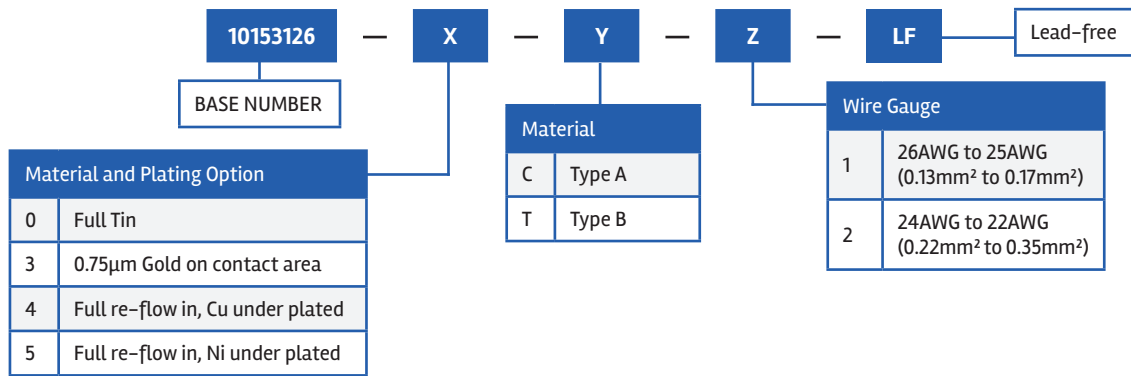 10153126 — X — Y — Z — LF
Lead-free
BASE NUMBER
Material and Plating Option
0 Full Tin
3 0.75µm Gold on contact area
4 Full re-flow in, Cu under plated
5 Full re-flow in, Ni under plated
Material
C Type A
T Type B
Wire Gauge
1 26AWG to 25AWG
(0.13mm² to 0.17mm²)
2 24AWG to 22AWG
(0.22mm² to 0.35mm²)